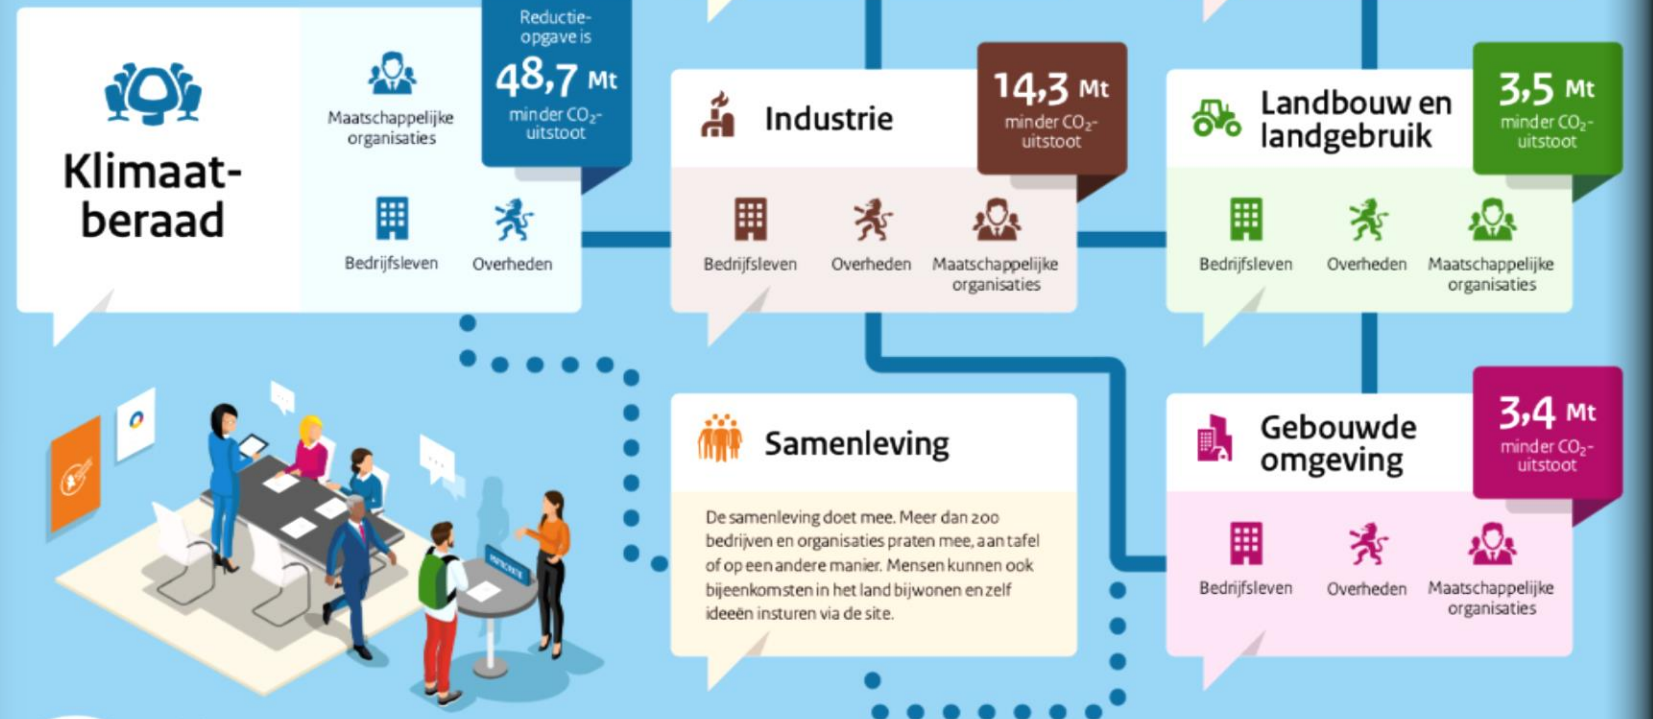 Klimaat-
beraad
Maatschappelijke
organisaties
Bedrijfsleven
Overheden
Reductie-
opgave is
48,7 Mt
minder CO₂-
uitstoot
Industrie
14,3 Mt
minder CO₂-
uitstoot
Bedrijfsleven
Overheden
Maatschappelijke
organisaties
Landbouw en
landgebruik
3,5 Mt
minder CO₂-
uitstoot
Bedrijfsleven
Overheden
Maatschappelijke
organisaties
Samenleving
De samenleving doet mee. Meer dan 200
bedrijven en organisaties praten mee, aan tafel
of op een andere manier. Mensen kunnen ook
bijeenkomsten in het land bijwonen en zelf
ideeën insturen via de site.
Gebouwde
omgeving
3,4 Mt
minder CO₂-
uitstoot
Bedrijfsleven
Overheden
Maatschappelijke
organisaties